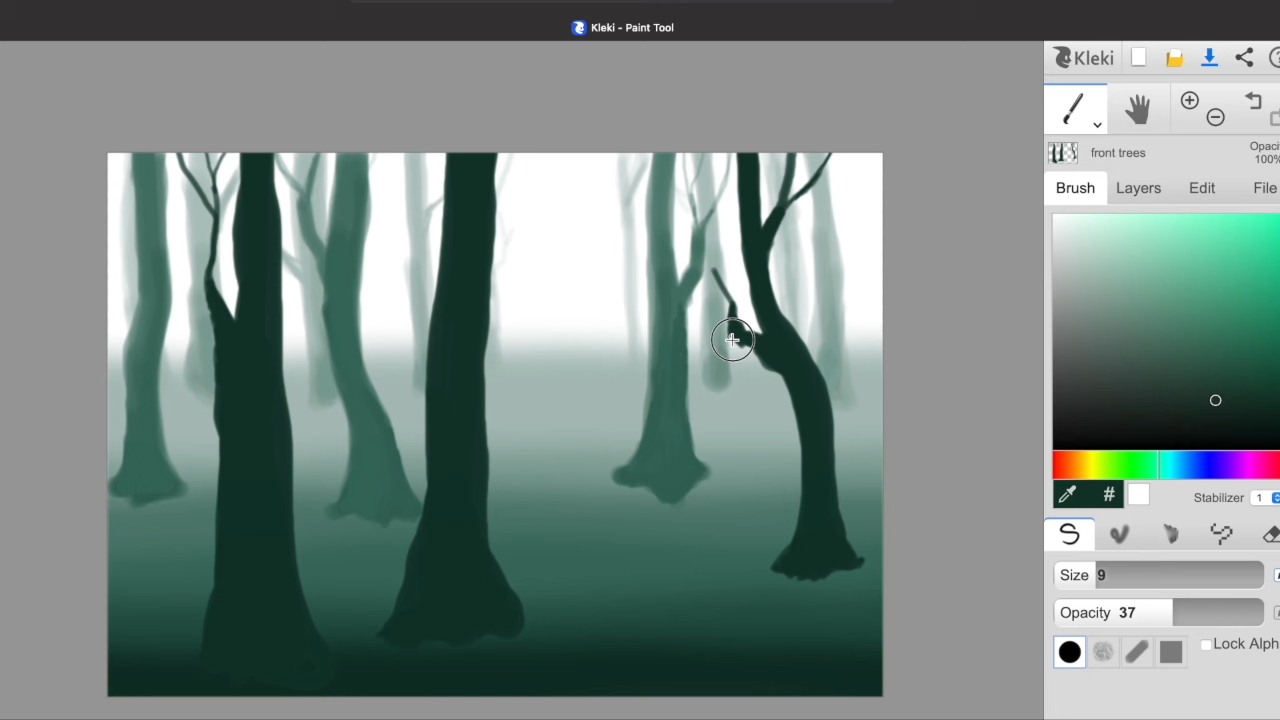 Kleki - Paint Tool
Kleki
front trees
Opacity
100%
Brush Layers Edit File
#
Stabilizer 1
Size 9
Opacity 37
Lock Alph